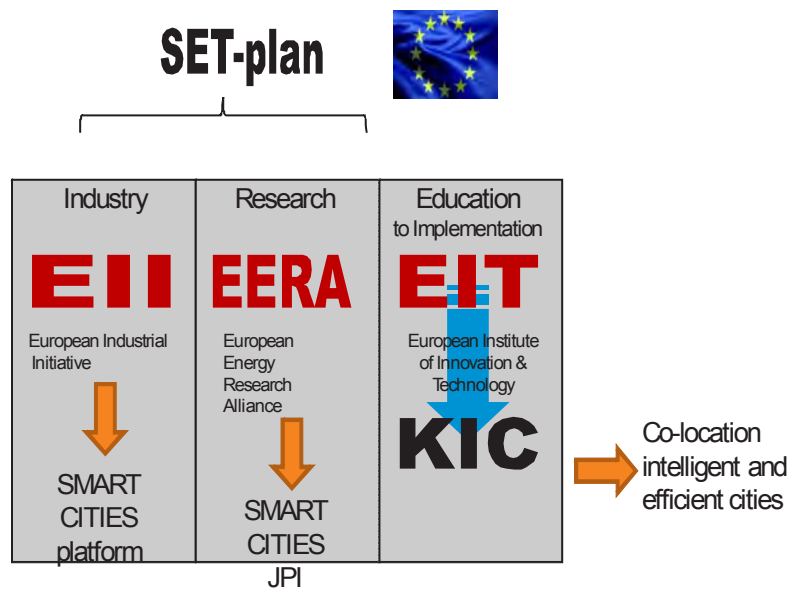 SET-plan
Industry
EII
European Industrial
Initiative
SMART
CITIES
platform
Research
EERA
European
Energy
Research
Alliance
SMART
CITIES
JPI
Education
to Implementation
EIT
European Institute
of Innovation &
Technology
KIC
Co-location
intelligent and
efficient cities